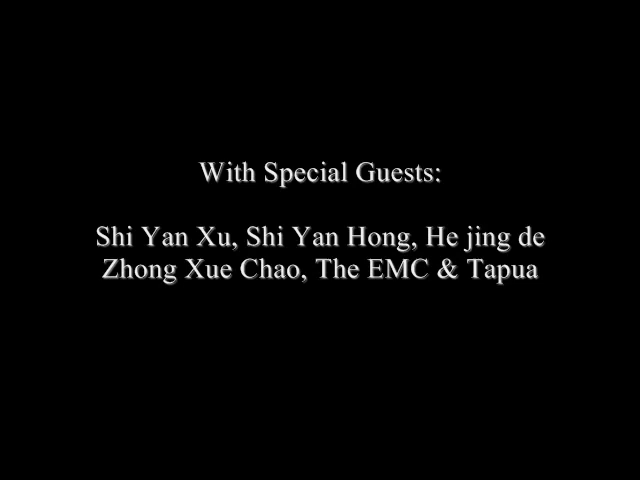 With Special Guests:
Shi Yan Xu, Shi Yan Hong, He jing de
Zhong Xue Chao, The EMC & Tapua